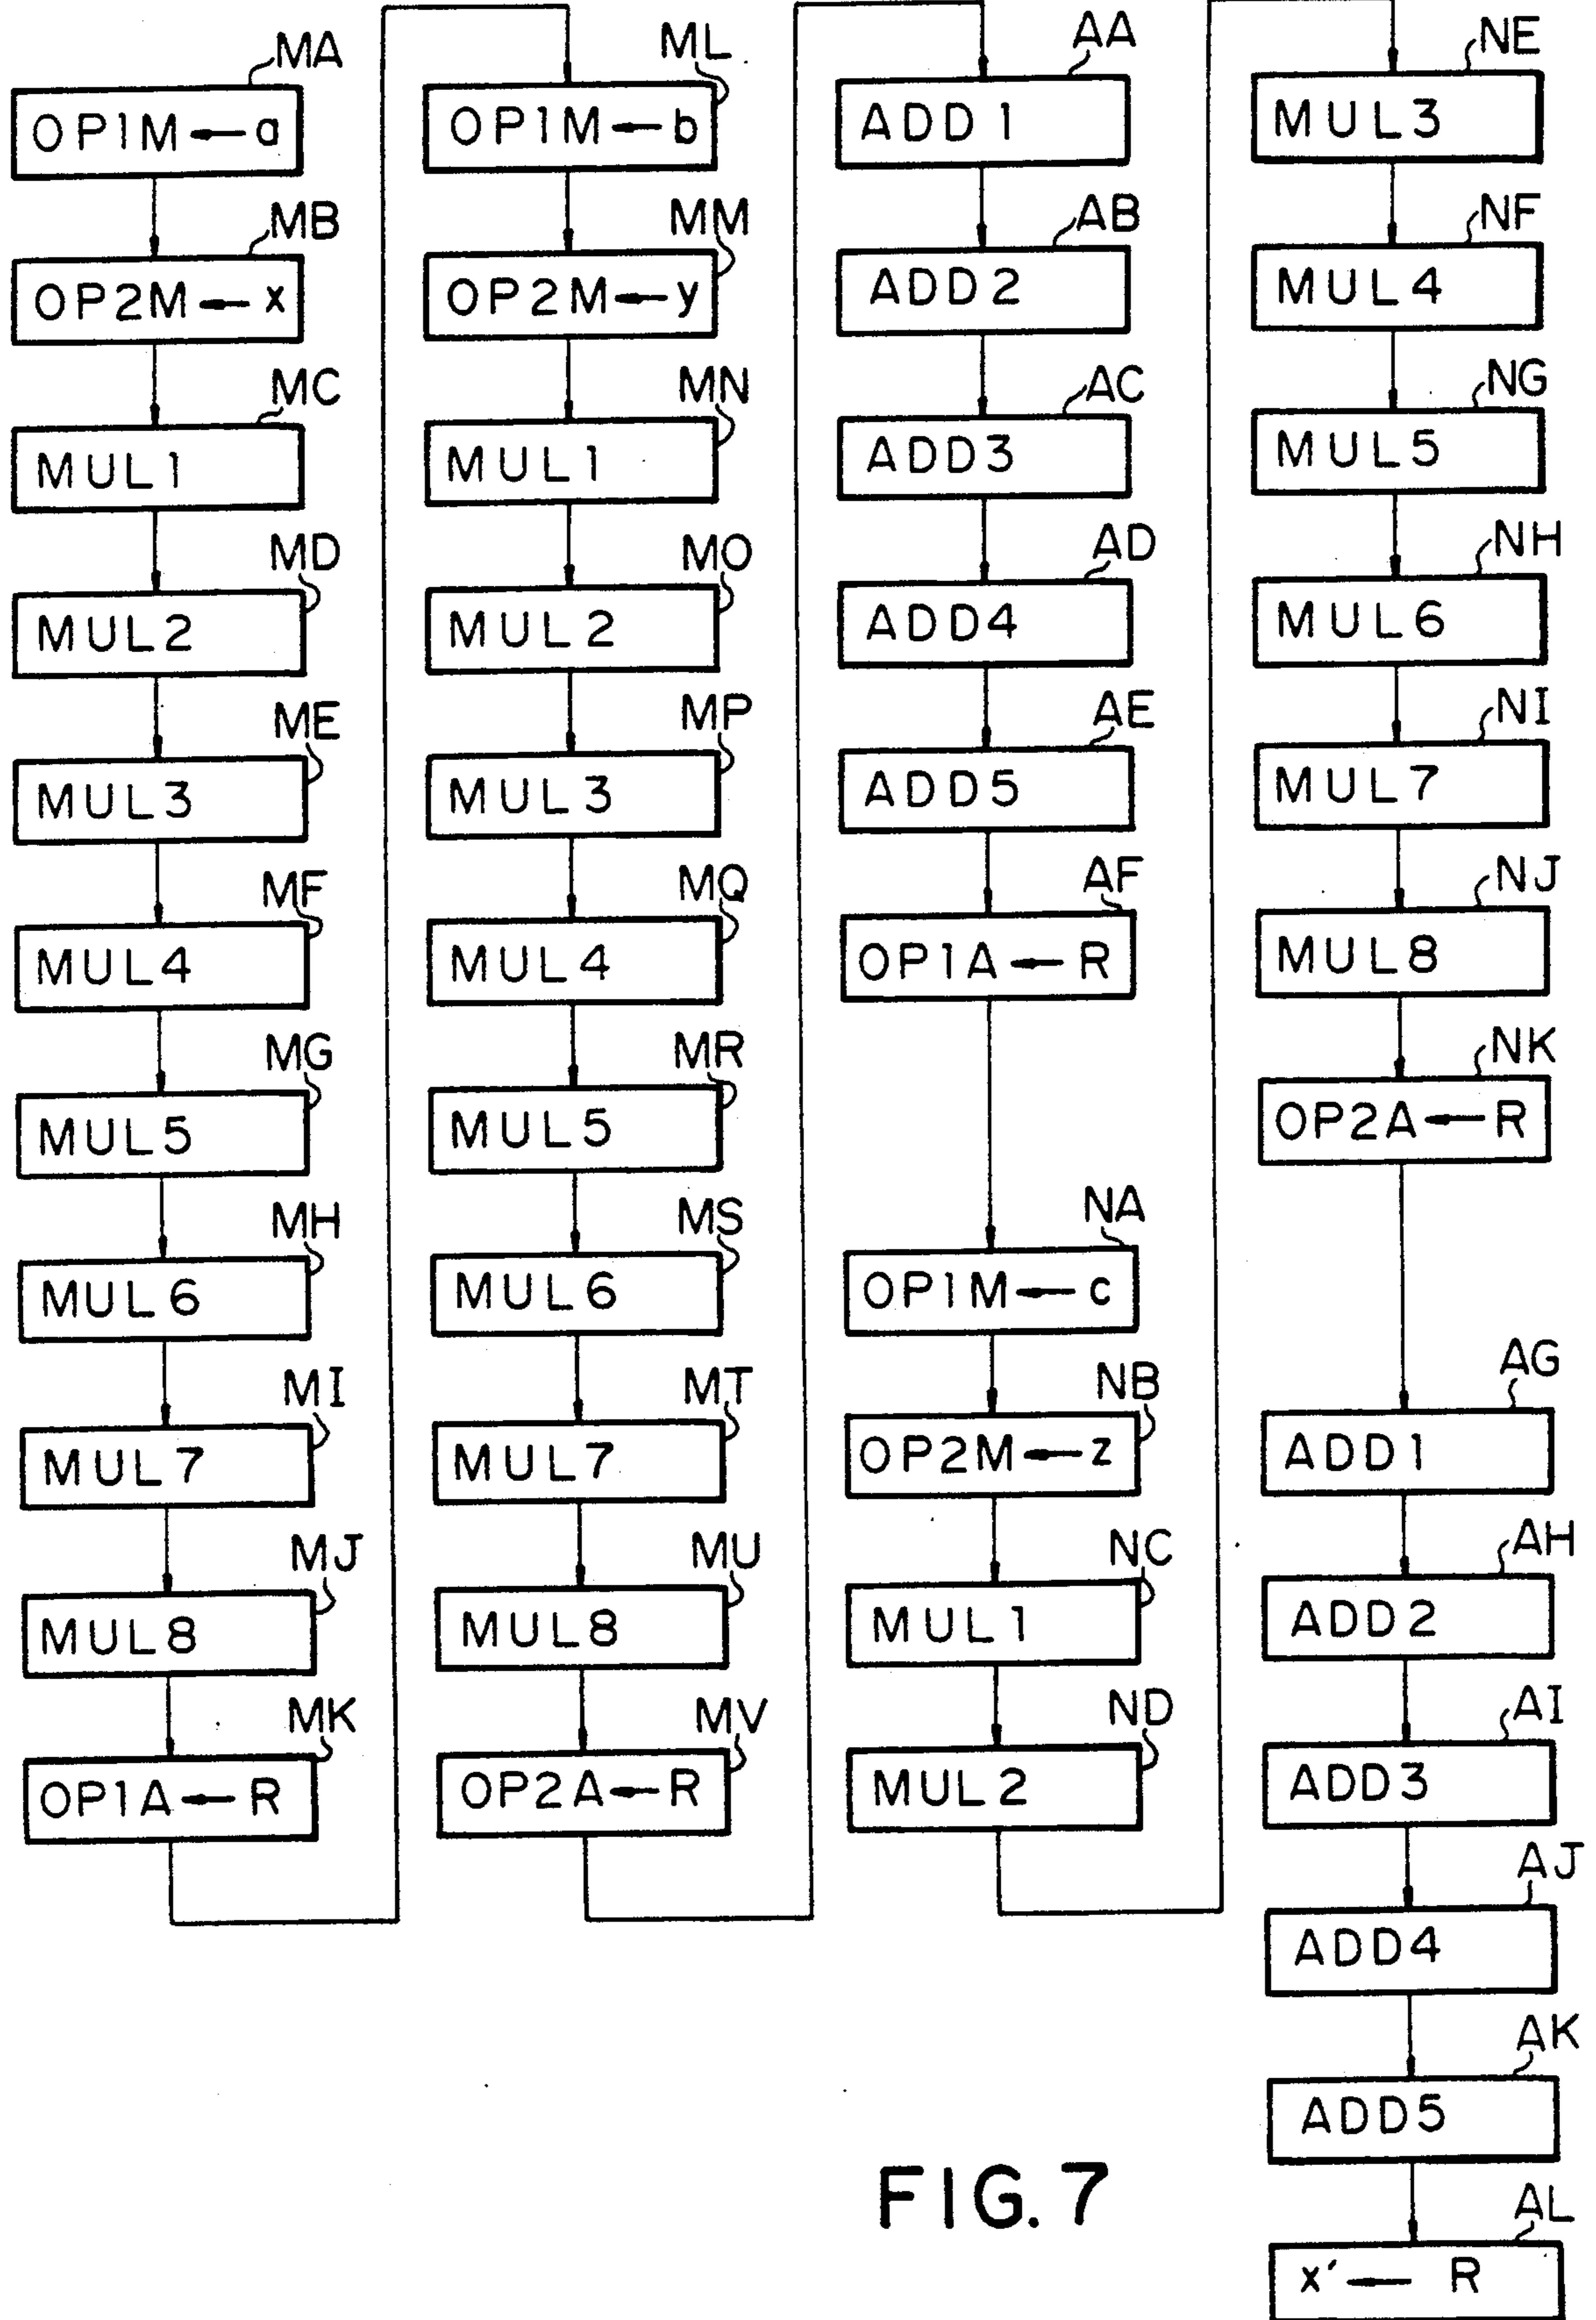 MA
OP1M ← a
MB
OP2M ← x
MC
MUL1
MD
MUL2
ME
MUL3
MF
MUL4
MG
MUL5
MH
MUL6
MI
MUL7
MJ
MUL8
MK
OP1A ← R
ML
OP1M ← b
MM
OP2M ← y
MN
MUL1
MO
MUL2
MP
MUL3
MQ
MUL4
MR
MUL5
MS
MUL6
MT
MUL7
MU
MUL8
MV
OP2A ← R
AA
ADD1
AB
ADD2
AC
ADD3
AD
ADD4
AE
ADD5
AF
OP1A ← R
NA
OP1M ← c
NB
OP2M ← z
NC
MUL1
ND
MUL2
NE
MUL3
NF
MUL4
NG
MUL5
NH
MUL6
NI
MUL7
NJ
MUL8
NK
OP2A ← R
AG
ADD1
AH
ADD2
AI
ADD3
AJ
ADD4
AK
ADD5
AL
x' ← R
FIG. 7